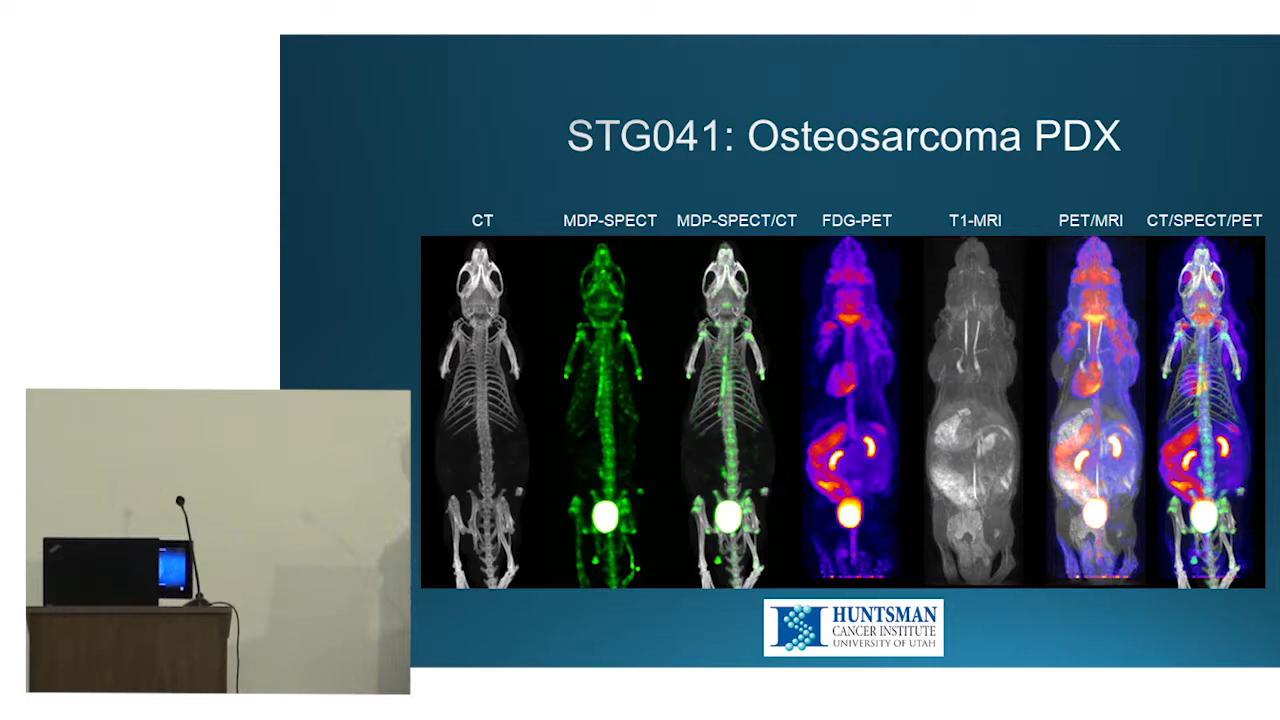 STG041: Osteosarcoma PDX
CT MDP-SPECT MDP-SPECT/CT FDG-PET T1-MRI PET/MRI CT/SPECT/PET
HUNTSMAN
CANCER INSTITUTE
UNIVERSITY OF UTAH